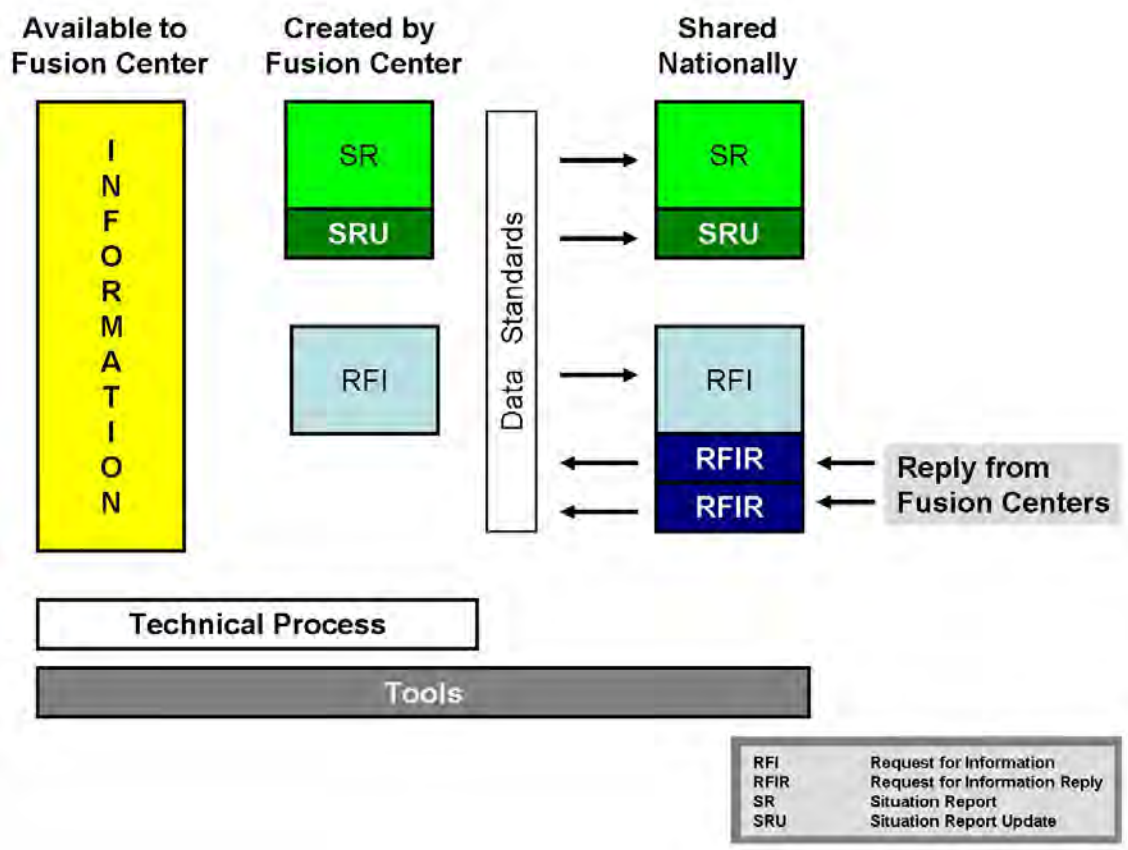 Available to
Fusion Center
Created by
Fusion Center
Shared
Nationally
INFORMATION
SR
SRU
RFI
Data Standards
SR
SRU
RFI
RFIR
RFIR
Reply from
Fusion Centers
Technical Process
Tools
RFI Request for Information
RFIR Request for Information Reply
SR Situation Report
SRU Situation Report Update